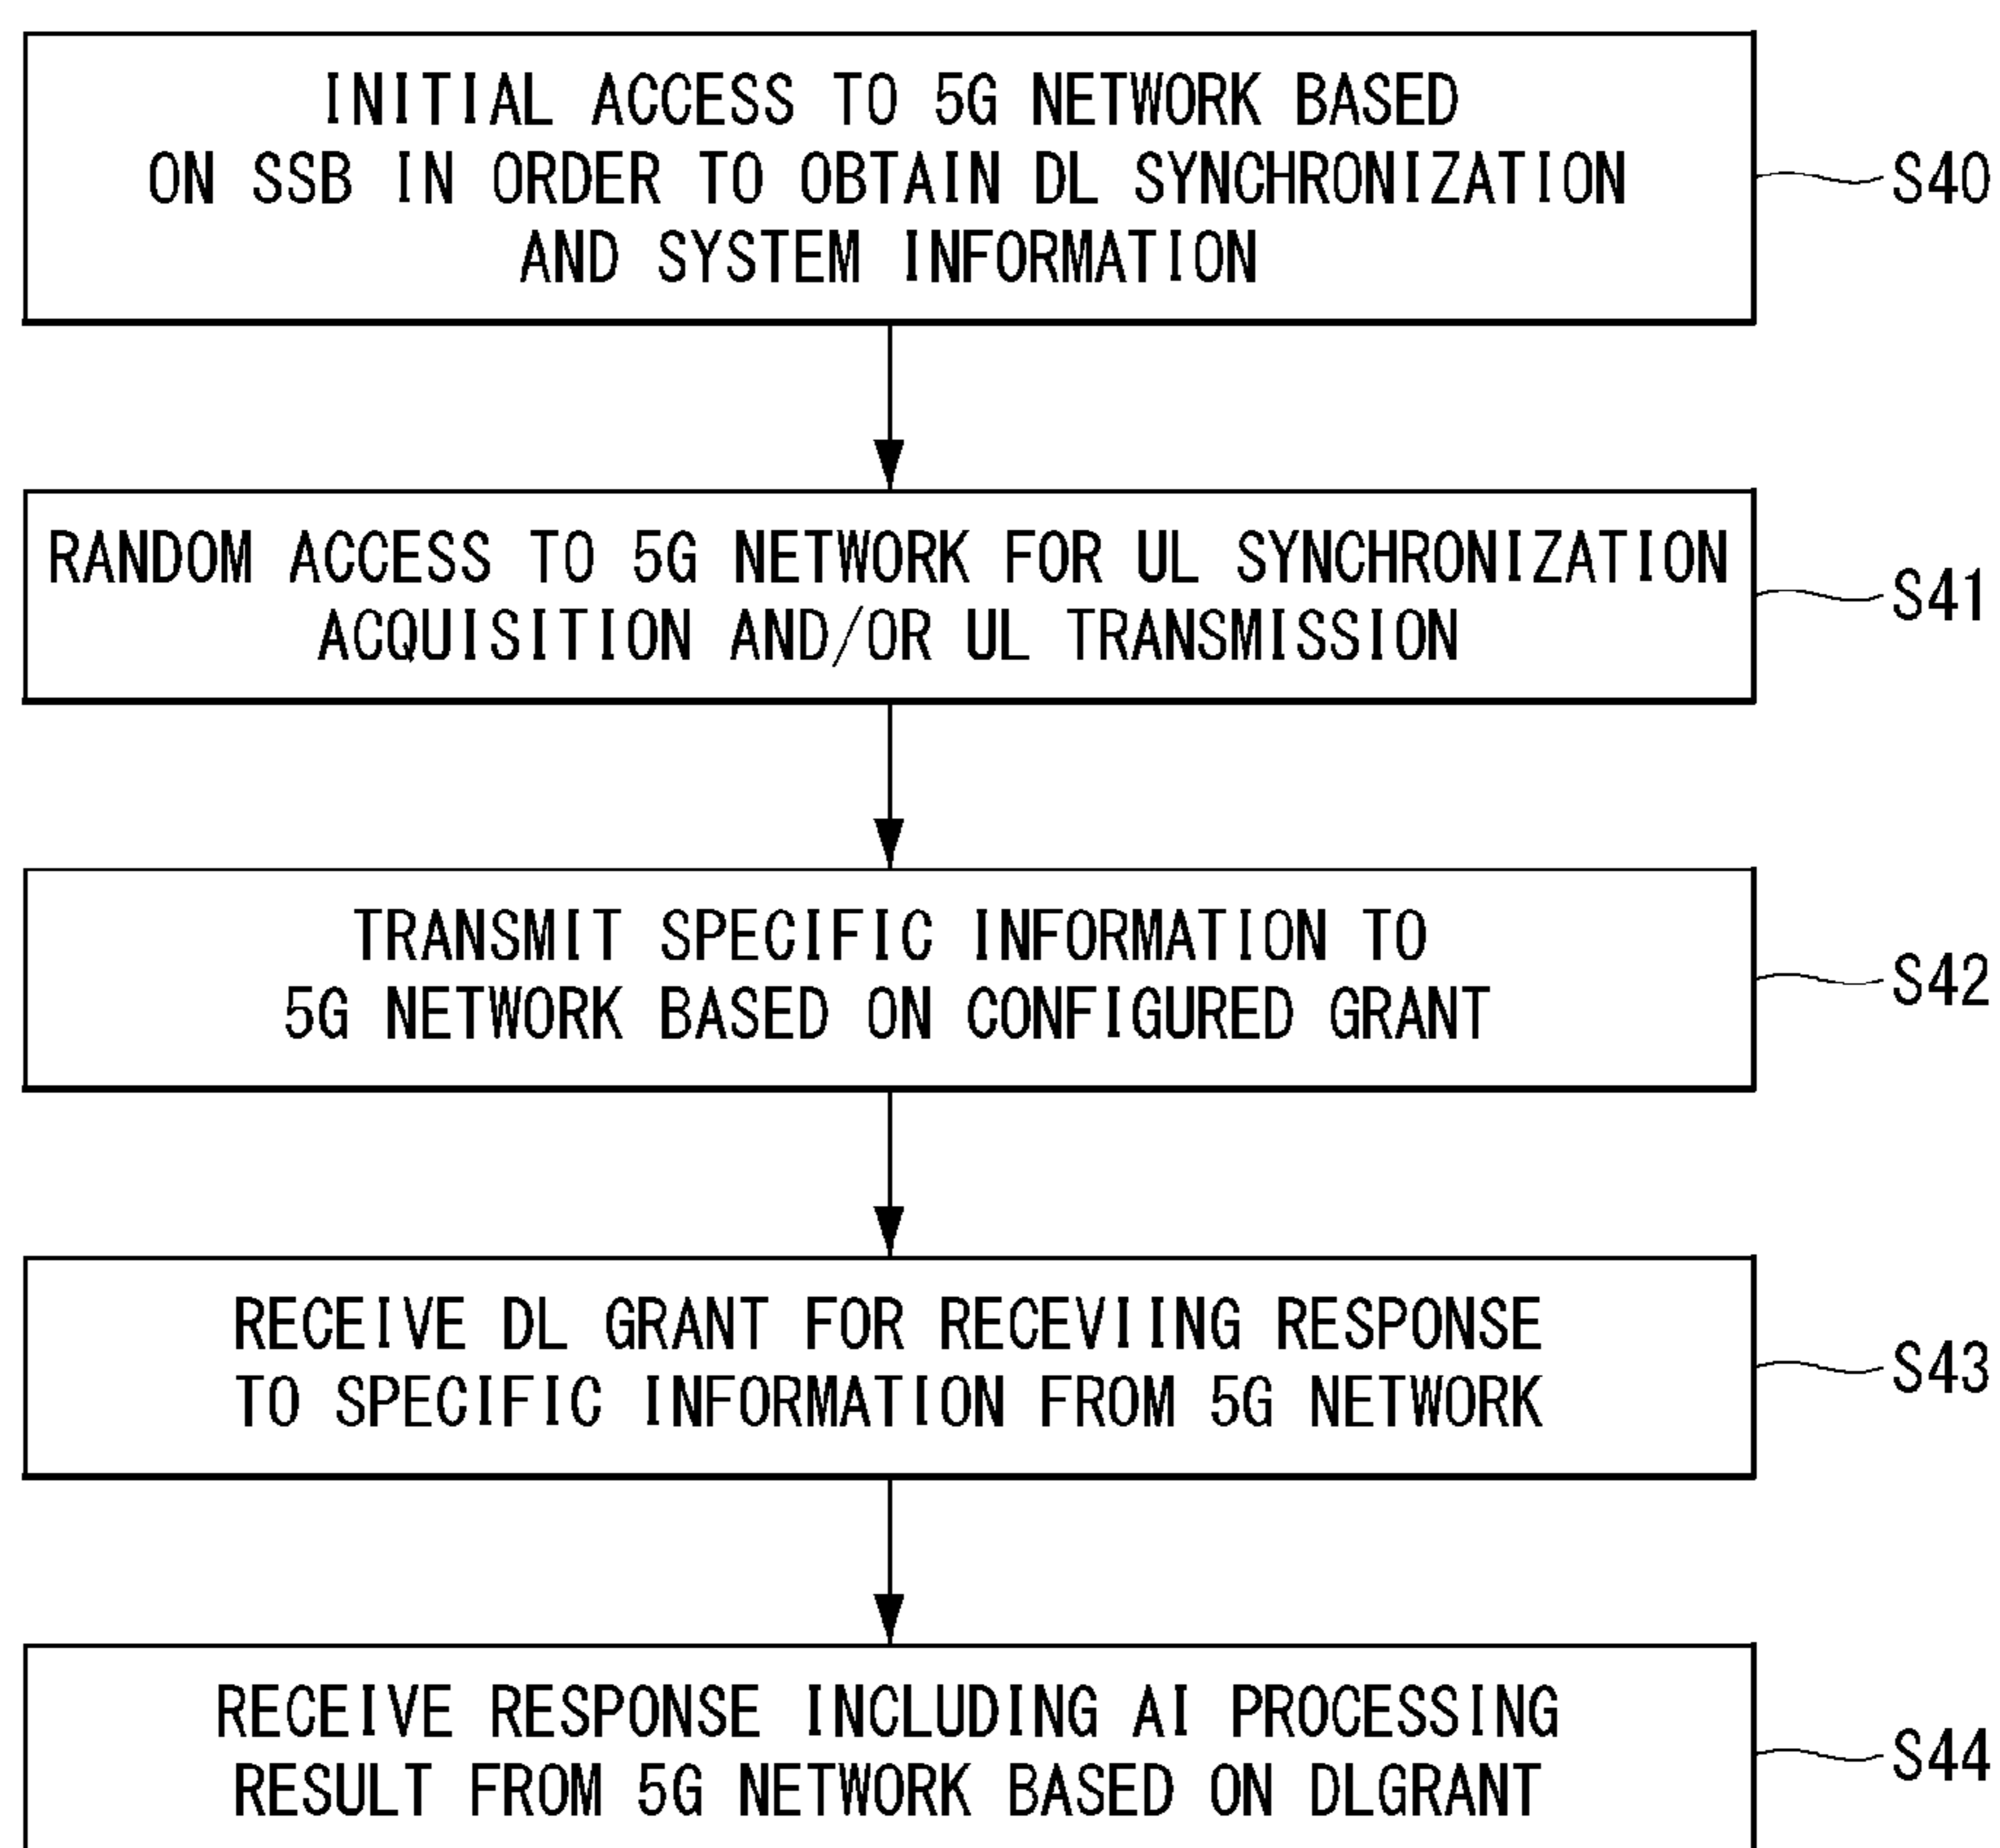 INITIAL ACCESS TO 5G NETWORK BASED
ON SSB IN ORDER TO OBTAIN DL SYNCHRONIZATION
AND SYSTEM INFORMATION
S40
RANDOM ACCESS TO 5G NETWORK FOR UL SYNCHRONIZATION
ACQUISITION AND/OR UL TRANSMISSION
S41
TRANSMIT SPECIFIC INFORMATION TO
5G NETWORK BASED ON CONFIGURED GRANT
S42
RECEIVE DL GRANT FOR RECEVIING RESPONSE
TO SPECIFIC INFORMATION FROM 5G NETWORK
S43
RECEIVE RESPONSE INCLUDING AI PROCESSING
RESULT FROM 5G NETWORK BASED ON DLGRANT
S44